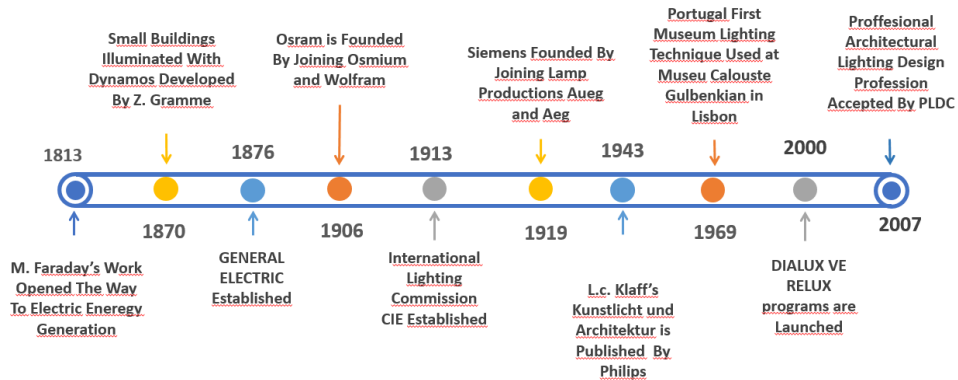 Small Buildings
Illuminated With
Dynamos Developed
By Z. Gramme
Osram is Founded
By Joining Osmium
and Wolfram
Siemens Founded By
Joining Lamp
Productions Aueg
and Aeg
Portugal First
Museum Lighting
Technique Used at
Museu Calouste
Gulbenkian in
Lisbon
Proffesional
Architectural
Lighting Design
Profession
Accepted By PLDC
1813
1876
1913
1943
2000
1870
1906
1919
1969
2007
M. Faraday's Work
Opened The Way
To Electric Eneregy
Generation
GENERAL
ELECTRIC
Established
International
Lighting
Commission
CIE Established
L.c. Klaff's
Kunstlicht und
Architektur is
Published By
Philips
DIALUX VE
RELUX
programs are
Launched